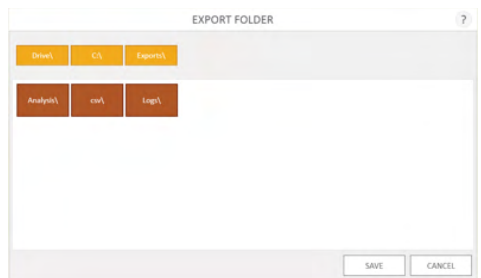 EXPORT FOLDER ?
Drive\ C:\ Exports\
Analysis\ csv\ Logs\
SAVE CANCEL